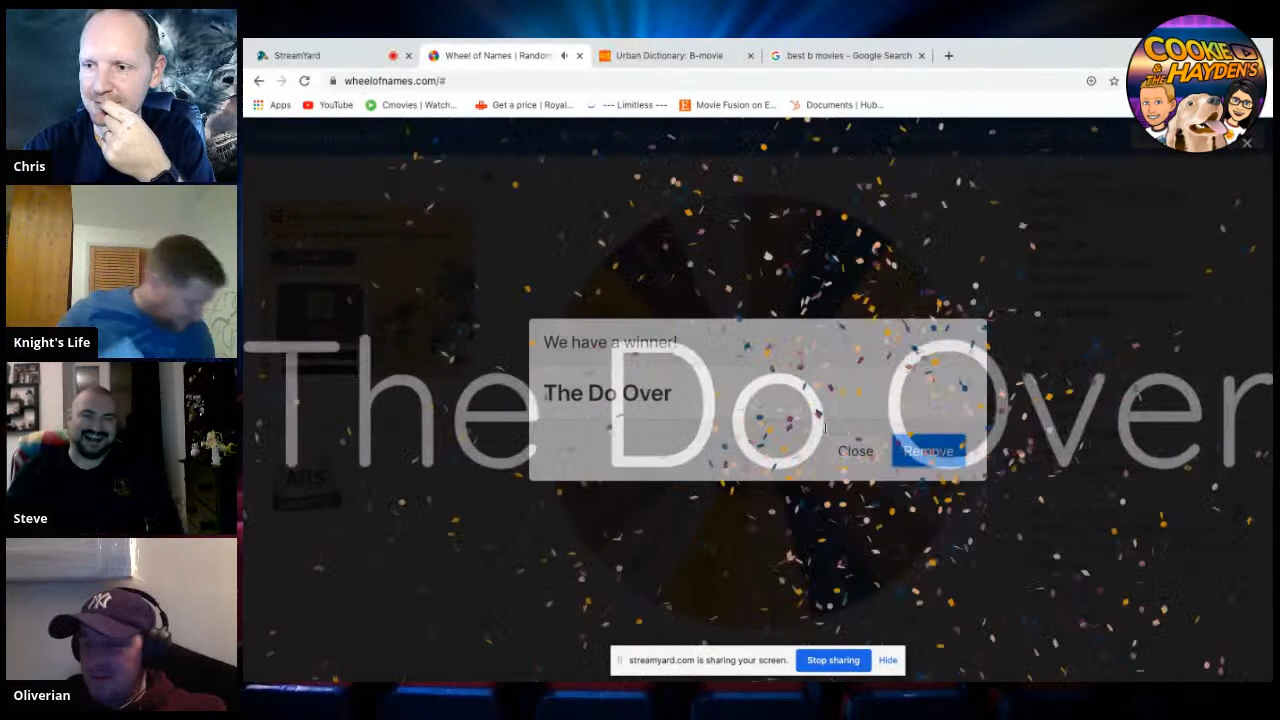 Chris
Knight's Life
Steve
Oliverian
StreamYard
Wheel of Names | Random
Urban Dictionary: B-movie
best b movies - Google Search
wheelofnames.com/#
Apps
YouTube
Cmovies | Watch...
Get a price | Royal...
--- Limitless ---
Movie Fusion on E...
Documents | Hub...
COOKIE
& THE HAYDEN'S
We have a winner!
The Do Over
The Do Over
Close
Remove
ADS
streamyard.com is sharing your screen.
Stop sharing
Hide